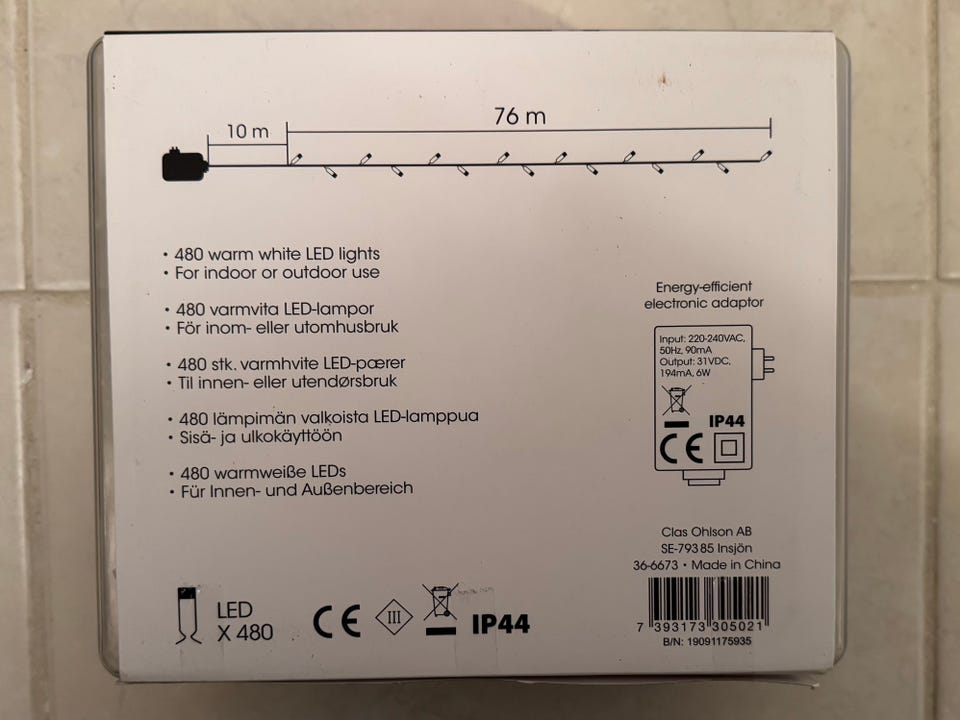 10 m
76 m
• 480 warm white LED lights
• For indoor or outdoor use
• 480 varmvita LED-lampor
• För inom- eller utomhusbruk
• 480 stk. varmhvite LED-pærer
• Til innen- eller utendørsbruk
• 480 lämpimän valkoista LED-lamppua
• Sisä- ja ulkokäyttöön
• 480 warmweiße LEDs
• Für Innen- und Außenbereich
Energy-efficient
electronic adaptor
Input: 220-240VAC,
50Hz, 90mA
Output: 31VDC,
194mA, 6W
IP44
CE
Clas Ohlson AB
SE-793 85 Insjön
36-6673 • Made in China
7 393173 305021
B/N: 19091175935
LED
X 480
CE
III
IP44